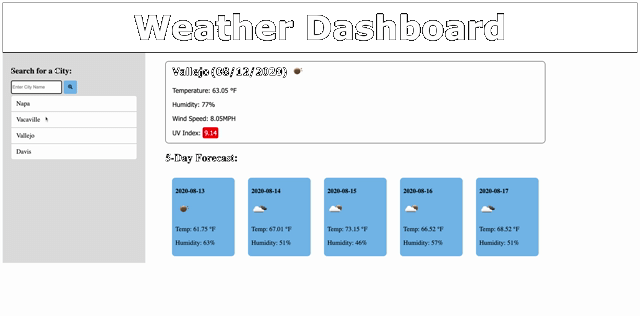 Weather Dashboard
Search for a City:
Enter City Name
Napa
Vacaville
Vallejo
Davis
Vallejo (08/12/2020)
Temperature: 63.05 °F
Humidity: 77%
Wind Speed: 8.05MPH
UV Index: 9.14
5-Day Forecast:
2020-08-13
Temp: 61.75 °F
Humidity: 63%
2020-08-14
Temp: 67.01 °F
Humidity: 51%
2020-08-15
Temp: 73.15 °F
Humidity: 46%
2020-08-16
Temp: 66.52 °F
Humidity: 57%
2020-08-17
Temp: 68.52 °F
Humidity: 51%